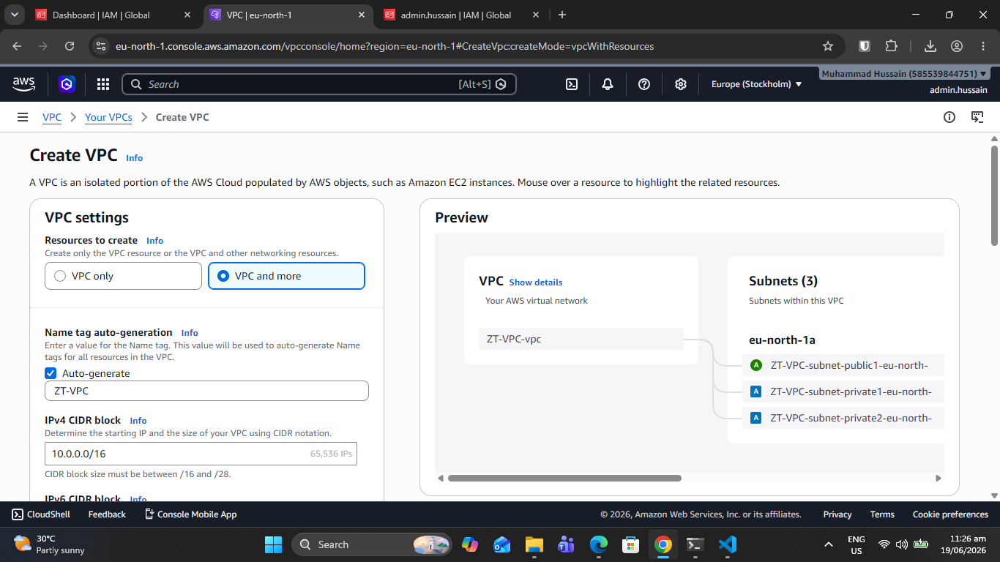 Dashboard | IAM | Global
VPC | eu-north-1
admin.hussain | IAM | Global
eu-north-1.console.aws.amazon.com/vpcconsole/home?region=eu-north-1#CreateVpc:createMode=vpcWithResources
aws
Search
[Alt+S]
Europe (Stockholm)
Muhammad Hussain (585539844751)
admin.hussain
VPC
Your VPCs
Create VPC
Create VPC Info
A VPC is an isolated portion of the AWS Cloud populated by AWS objects, such as Amazon EC2 instances. Mouse over a resource to highlight the related resources.
VPC settings
Resources to create Info
Create only the VPC resource or the VPC and other networking resources.
VPC only
VPC and more
Name tag auto-generation Info
Enter a value for the Name tag. This value will be used to auto-generate Name
tags for all resources in the VPC.
Auto-generate
ZT-VPC
IPv4 CIDR block Info
Determine the starting IP and the size of your VPC using CIDR notation.
10.0.0.0/16
65,536 IPs
CIDR block size must be between /16 and /28.
IPv6 CIDR block Info
Preview
VPC Show details
Your AWS virtual network
ZT-VPC-vpc
Subnets (3)
Subnets within this VPC
eu-north-1a
A ZT-VPC-subnet-public1-eu-north-
A ZT-VPC-subnet-private1-eu-north-
A ZT-VPC-subnet-private2-eu-north-
CloudShell
Feedback
Console Mobile App
© 2026, Amazon Web Services, Inc. or its affiliates.
Privacy
Terms
Cookie preferences
30°C
Partly sunny
Search
ENG
US
11:26 am
19/06/2026